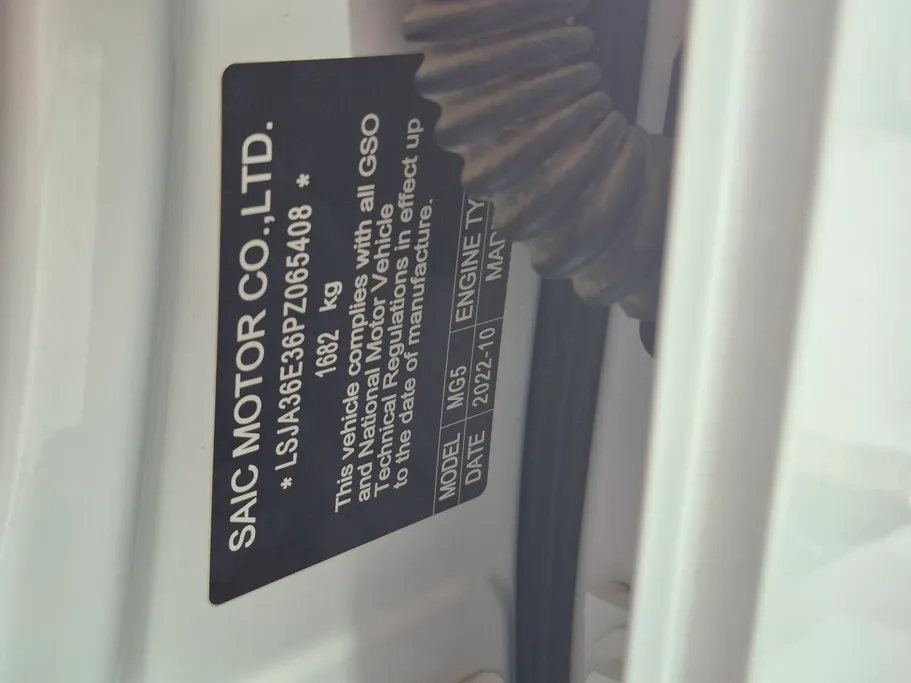 SAIC MOTOR CO.,LTD.
* LSJA36E36PZ065408 *
1682 kg
This vehicle complies with all GSO
and National Motor Vehicle
Technical Regulations in effect up
to the date of manufacture.
MODEL MG5 ENGINE TY
DATE 2022-10